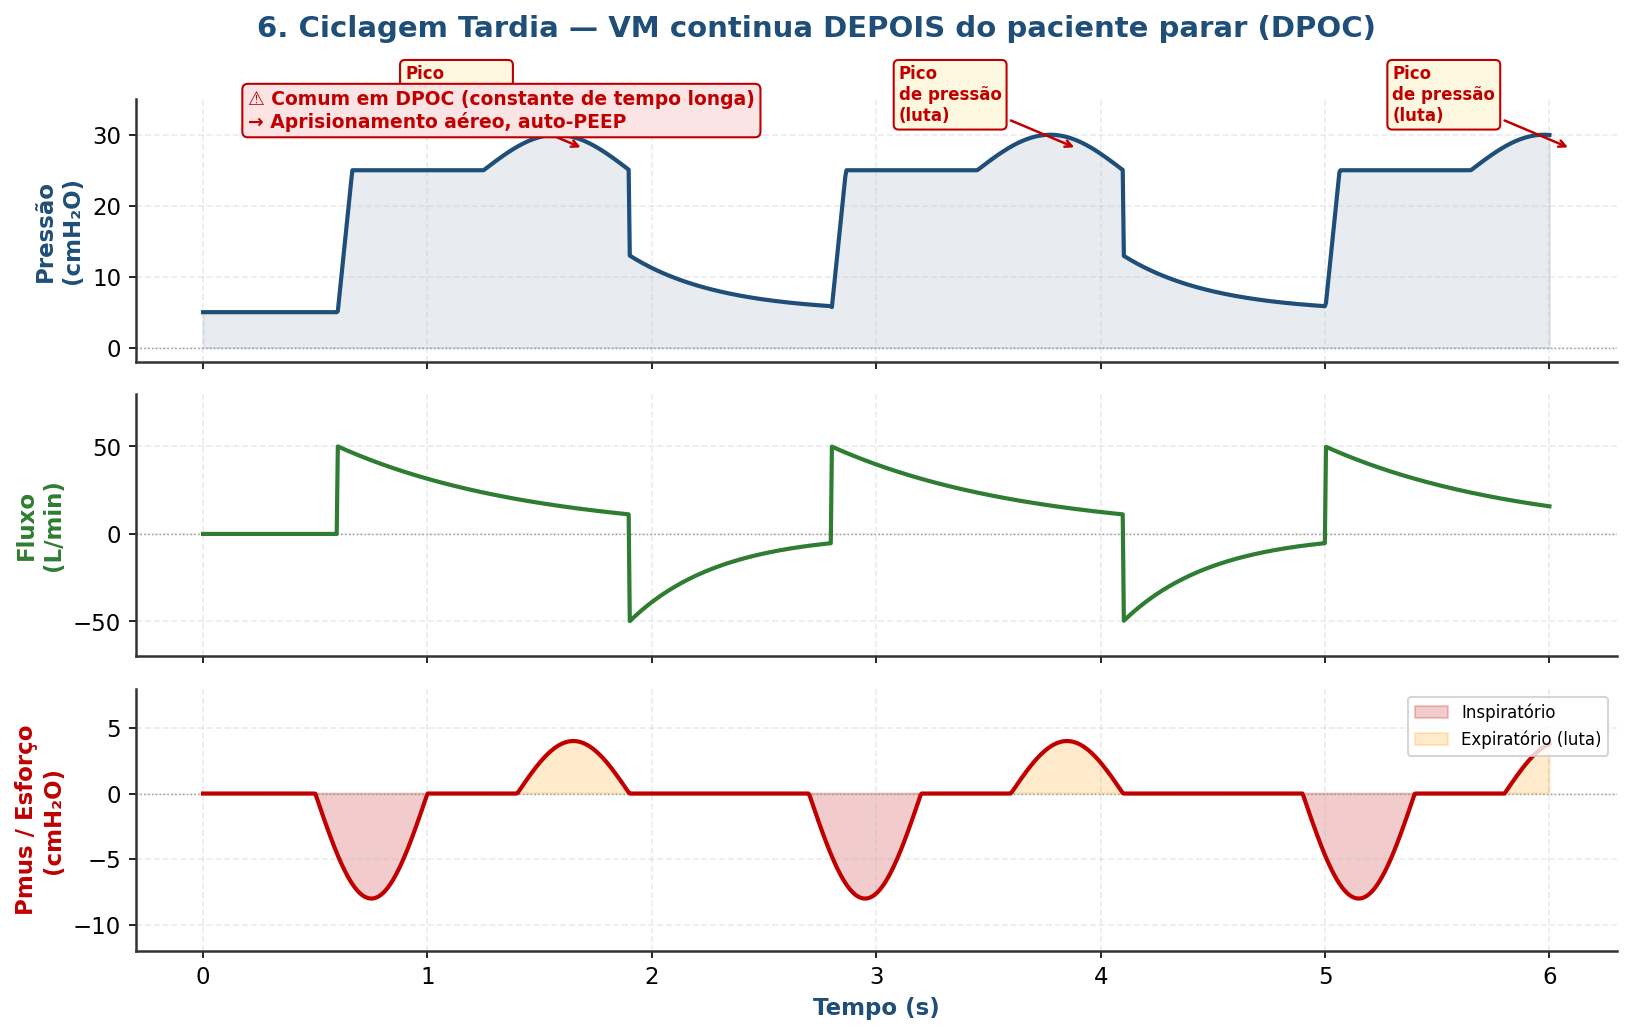 6. Ciclagem Tardia — VM continua DEPOIS do paciente parar (DPOC)
Pico
⚠ Comum em DPOC (constante de tempo longa)
→ Aprisionamento aéreo, auto-PEEP
Pico
de pressão
(luta)
Pico
de pressão
(luta)
Pressão
(cmH₂O)
30
20
10
0
Fluxo
(L/min)
50
0
−50
Pmus / Esforço
(cmH₂O)
5
0
−5
−10
Inspiratório
Expiratório (luta)
0 1 2 3 4 5 6
Tempo (s)